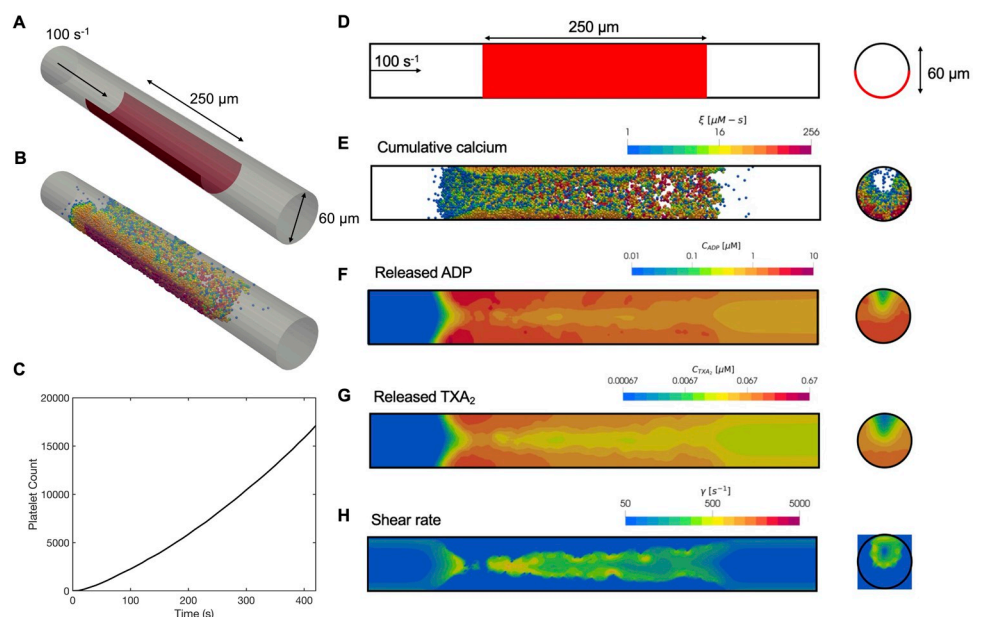 A
100 s-1
250 µm
B
60 µm
C
20000
15000
10000
5000
0
Platelet Count
0 100 200 300 400
Time (s)
D
250 µm
100 s-1
60 µm
E Cumulative calcium
ξ [µM − s]
1 16 256
F Released ADP
CADP [µM]
0.01 0.1 1 10
G Released TXA2
CTXA2 [µM]
0.00067 0.0067 0.067 0.67
H Shear rate
γ [s−1]
50 500 5000